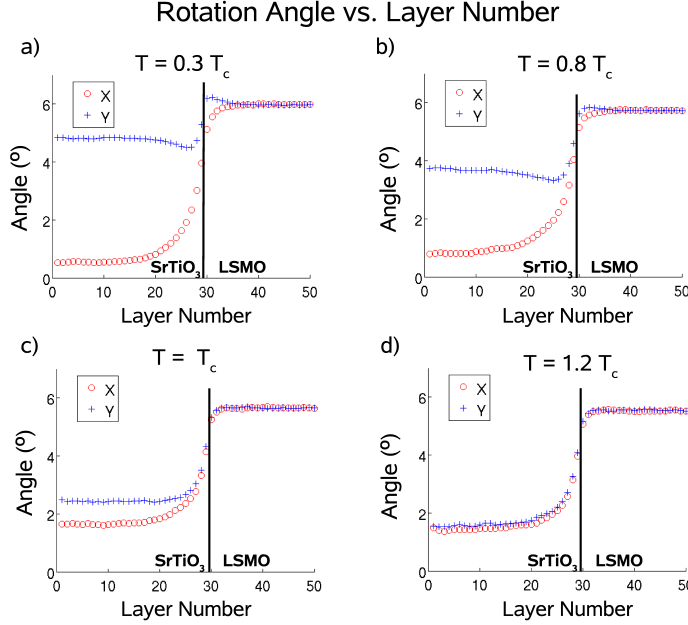 Rotation Angle vs. Layer Number
a)
T = 0.3 Tc
X
Y
6
4
2
0
Angle (º)
SrTiO3
LSMO
0 10 20 30 40 50
Layer Number
b)
T = 0.8 Tc
X
Y
6
4
2
0
Angle (º)
SrTiO3
LSMO
0 10 20 30 40 50
Layer Number
c)
T = Tc
X
Y
6
4
2
0
Angle (º)
SrTiO3
LSMO
0 10 20 30 40 50
Layer Number
d)
T = 1.2 Tc
X
Y
6
4
2
0
Angle (º)
SrTiO3
LSMO
0 10 20 30 40 50
Layer Number